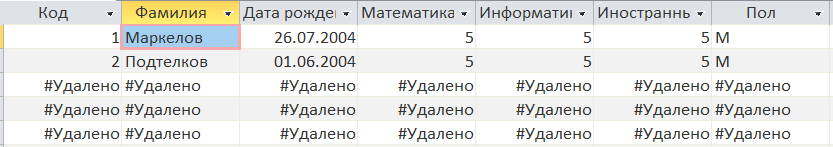 Код Фамилия Дата рожде Математика Информати Иностраннь Пол
1 Маркелов 26.07.2004 5 5 5 М
2 Подтелков 01.06.2004 5 5 5 М
#Удалено #Удалено #Удалено #Удалено #Удалено #Удалено #Удалено
#Удалено #Удалено #Удалено #Удалено #Удалено #Удалено #Удалено
#Удалено #Удалено #Удалено #Удалено #Удалено #Удалено #Удалено